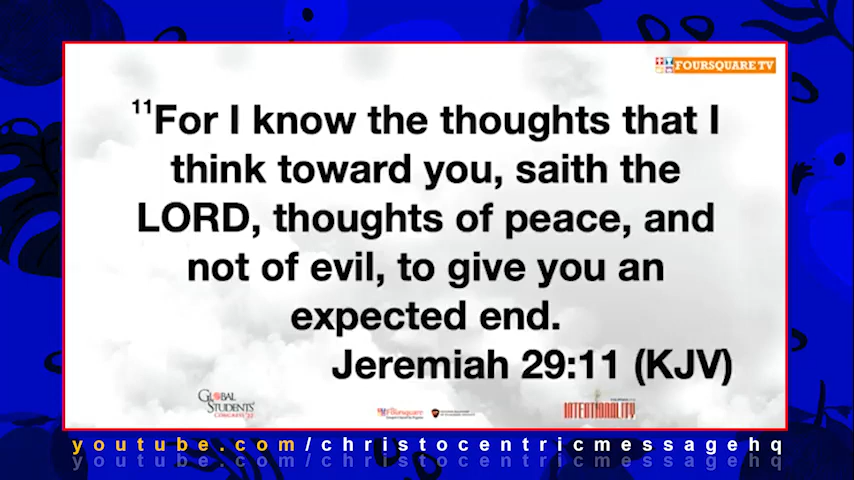 FOURSQUARE TV
11For I know the thoughts that I
think toward you, saith the
LORD, thoughts of peace, and
not of evil, to give you an
expected end.
Jeremiah 29:11 (KJV)
GLOBAL
STUDENTS'
CONGRESS '22
INTENTIONALITY
youtube.com/christocentricmessagehq
youtube.com/christocentricmessagehq